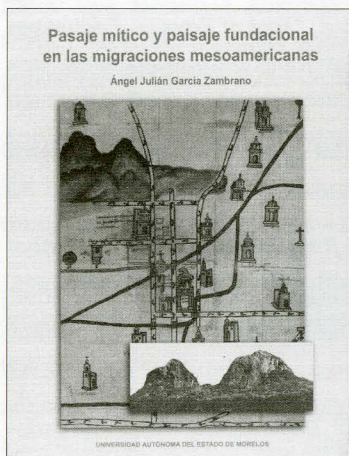 Pasaje mítico y paisaje fundacional
en las migraciones mesoamericanas
Ángel Julián García Zambrano
UNIVERSIDAD AUTÓNOMA DEL ESTADO DE MORELOS